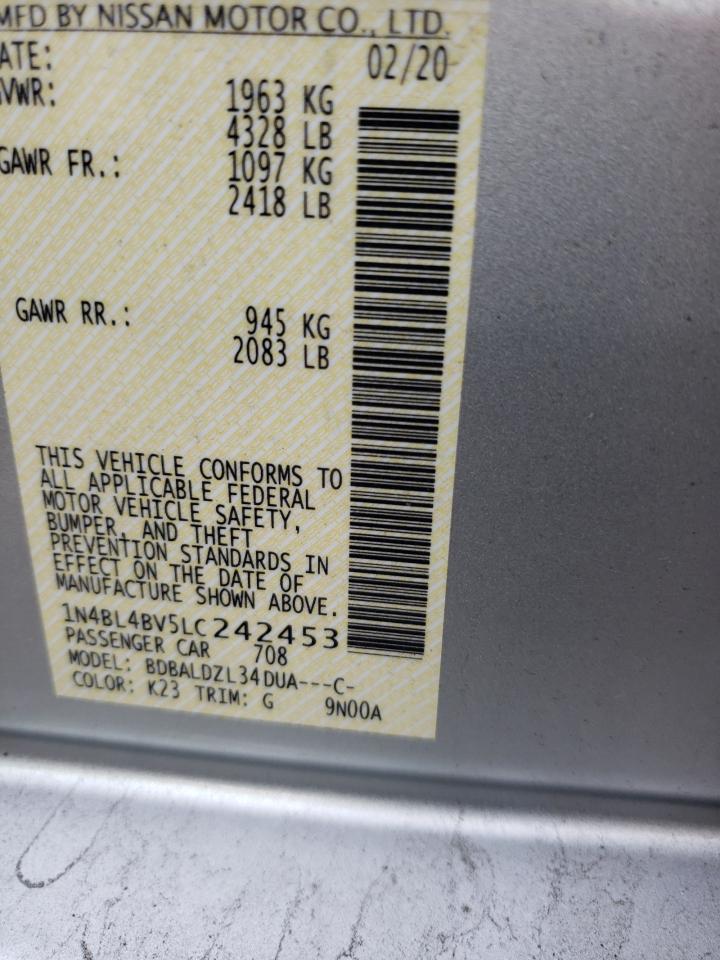 MFD BY NISSAN MOTOR CO., LTD.
ATE: 02/20
VWR: 1963 KG
4328 LB
GAWR FR.: 1097 KG
2418 LB
GAWR RR.: 945 KG
2083 LB
THIS VEHICLE CONFORMS TO
ALL APPLICABLE FEDERAL
MOTOR VEHICLE SAFETY,
BUMPER, AND THEFT
PREVENTION STANDARDS IN
EFFECT ON THE DATE OF
MANUFACTURE SHOWN ABOVE.
1N4BL4BV5LC242453
PASSENGER CAR 708
MODEL: BDBALDZL34DUA---C-
COLOR: K23 TRIM: G 9N00A